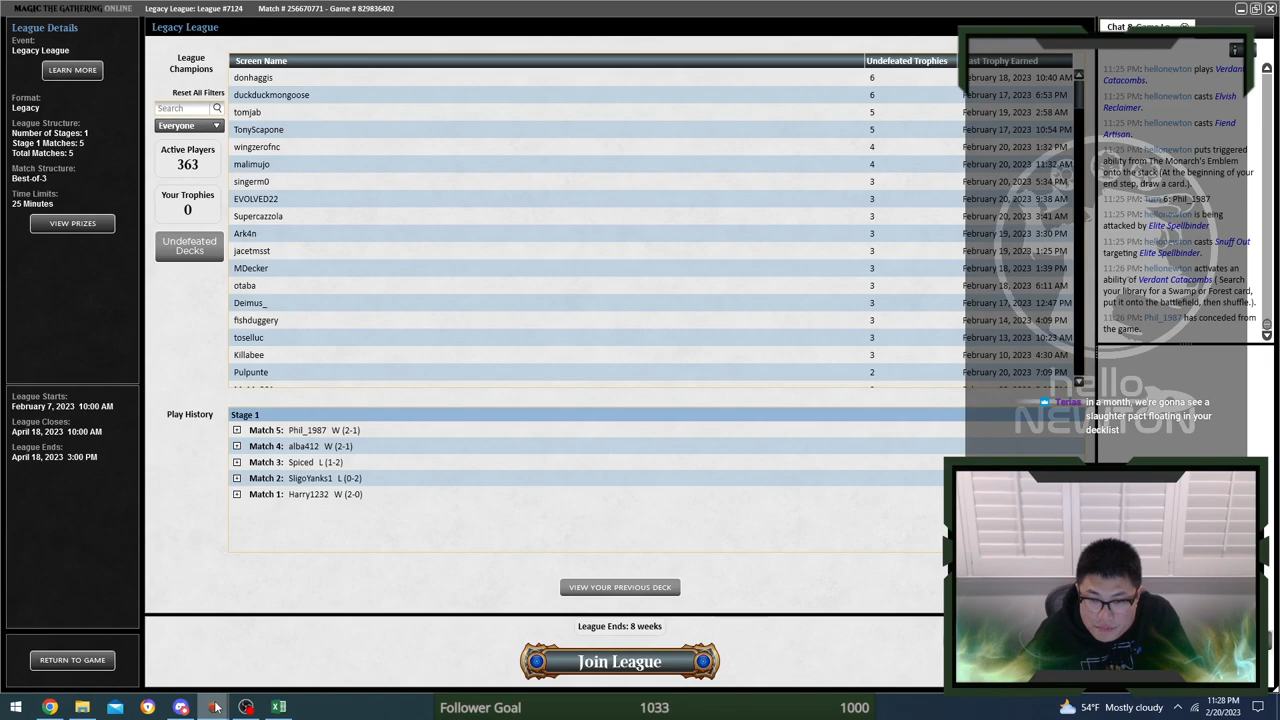 MAGIC THE GATHERING ONLINE
Legacy League: League #7124
Match # 256670771 - Game # 829836402
League Details
Event:
Legacy League
LEARN MORE
Format:
Legacy
League Structure:
Number of Stages: 1
Stage 1 Matches: 5
Total Matches: 5
Match Structure:
Best-of-3
Time Limits:
25 Minutes
VIEW PRIZES
League Starts:
February 7, 2023 10:00 AM
League Closes:
April 18, 2023 10:00 AM
League Ends:
April 18, 2023 3:00 PM
RETURN TO GAME
Legacy League
League
Champions
Reset All Filters
Search
Everyone
Active Players
363
Your Trophies
0
Undefeated
Decks
Screen Name Undefeated Trophies Last Trophy Earned
donhaggis 6 February 18, 2023 10:40 AM
duckduckmongoose 6 February 17, 2023 6:53 PM
tomjab 5 February 19, 2023 2:58 AM
TonyScapone 5 February 17, 2023 10:54 PM
wingzerofnc 4 February 20, 2023 1:32 PM
malimujo 4 February 20, 2023 11:32 AM
singerm0 3 February 20, 2023 5:34 PM
EVOLVED22 3 February 20, 2023 9:38 AM
Supercazzola 3 February 20, 2023 3:41 AM
Ark4n 3 February 19, 2023 3:30 PM
jacetmsst 3 February 19, 2023 1:25 PM
MDecker 3 February 18, 2023 1:39 PM
otaba 3 February 18, 2023 6:11 AM
Deimus_ 3 February 17, 2023 12:47 PM
fishduggery 3 February 14, 2023 4:09 PM
toselluc 3 February 13, 2023 10:23 AM
Killabee 3 February 10, 2023 4:30 AM
Pulpunte 2 February 20, 2023 7:09 PM
Play History
Stage 1
Match 5: Phil_1987 W (2-1)
Match 4: alba412 W (2-1)
Match 3: Spiced L (1-2)
Match 2: SligoYanks1 L (0-2)
Match 1: Harry1232 W (2-0)
VIEW YOUR PREVIOUS DECK
League Ends: 8 weeks
Join League
Chat & Game Lo
11:25 PM: hellonewton plays Verdant
Catacombs.
11:25 PM: hellonewton casts Elvish
Reclaimer.
11:25 PM: hellonewton casts Fiend
Artisan.
11:25 PM: hellonewton puts triggered
ability from The Monarch's Emblem
onto the stack (At the beginning of your
end step, draw a card.).
11:25 PM: Turn 6: Phil_1987
11:25 PM: hellonewton is being
attacked by Elite Spellbinder
11:26 PM: hellonewton casts Snuff Out
targeting Elite Spellbinder.
11:26 PM: hellonewton activates an
ability of Verdant Catacombs ( Search
your library for a Swamp or Forest card,
put it onto the battlefield, then shuffle.).
11:26 PM: Phil_1987 has conceded from
the game.
hello
NEWTON
Terias in a month, we're gonna see a
slaughter pact floating in your
decklist
Follower Goal 1033 1000
54°F Mostly cloudy
11:28 PM
2/20/2023